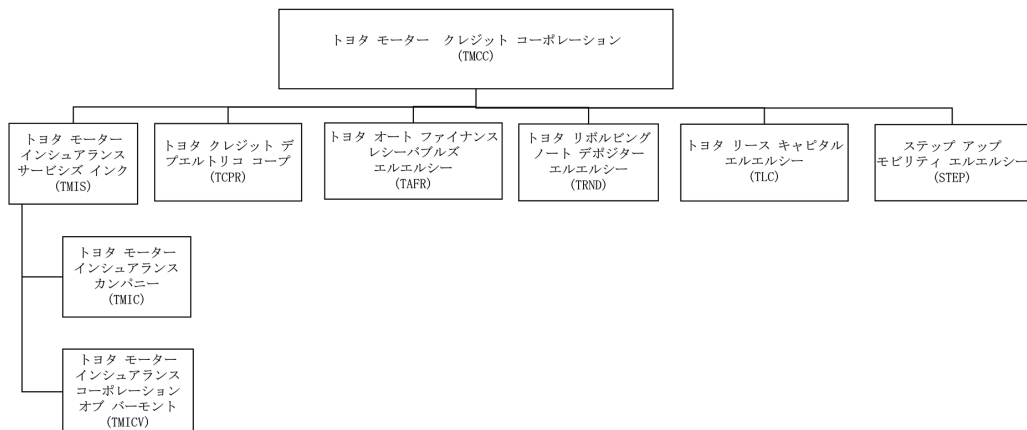 トヨタ モーター　クレジット コーポレーション
(TMCC)
トヨタ モーター
インシュアランス
サービシズ インク
(TMIS)
トヨタ クレジット デ
プエルトリコ コープ
(TCPR)
トヨタ オート ファイナンス
レシーバブルズ
エルエルシー
(TAFR)
トヨタ リボルビング
ノート デポジター
エルエルシー
(TRND)
トヨタ リース キャピタル
エルエルシー
(TLC)
ステップ アップ
モビリティ エルエルシー
(STEP)
トヨタ モーター
インシュアランス
カンパニー
(TMIC)
トヨタ モーター
インシュアランス
コーポレーション
オブ バーモント
(TMICV)